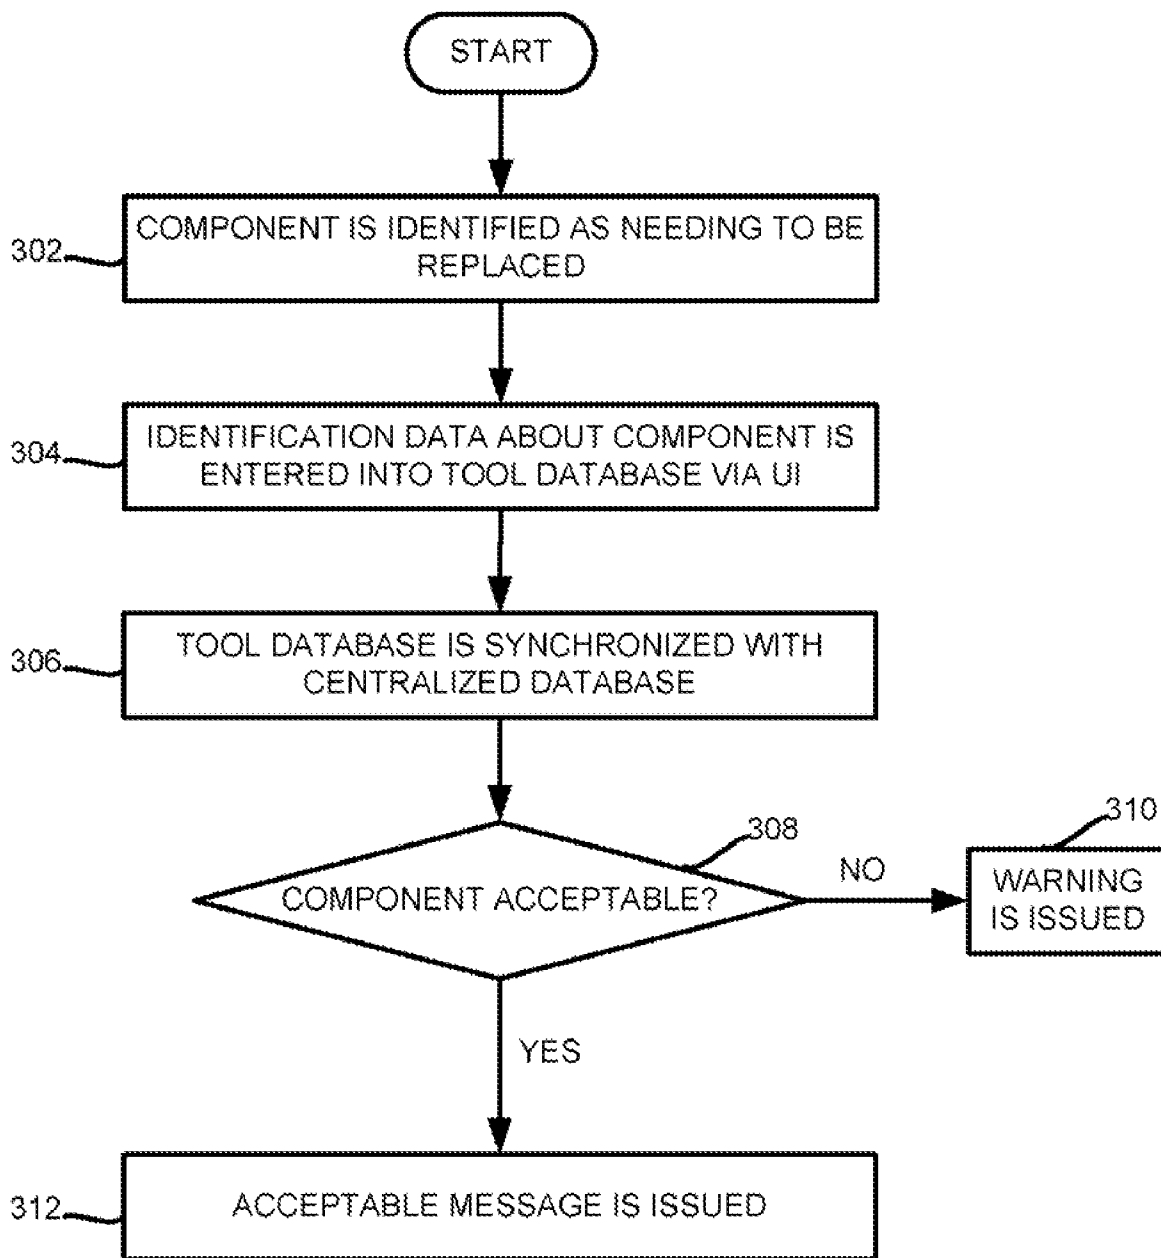 START
302
COMPONENT IS IDENTIFIED AS NEEDING TO BE
REPLACED
304
IDENTIFICATION DATA ABOUT COMPONENT IS
ENTERED INTO TOOL DATABASE VIA UI
306
TOOL DATABASE IS SYNCHRONIZED WITH
CENTRALIZED DATABASE
308
COMPONENT ACCEPTABLE?
NO
310
WARNING
IS ISSUED
YES
312
ACCEPTABLE MESSAGE IS ISSUED